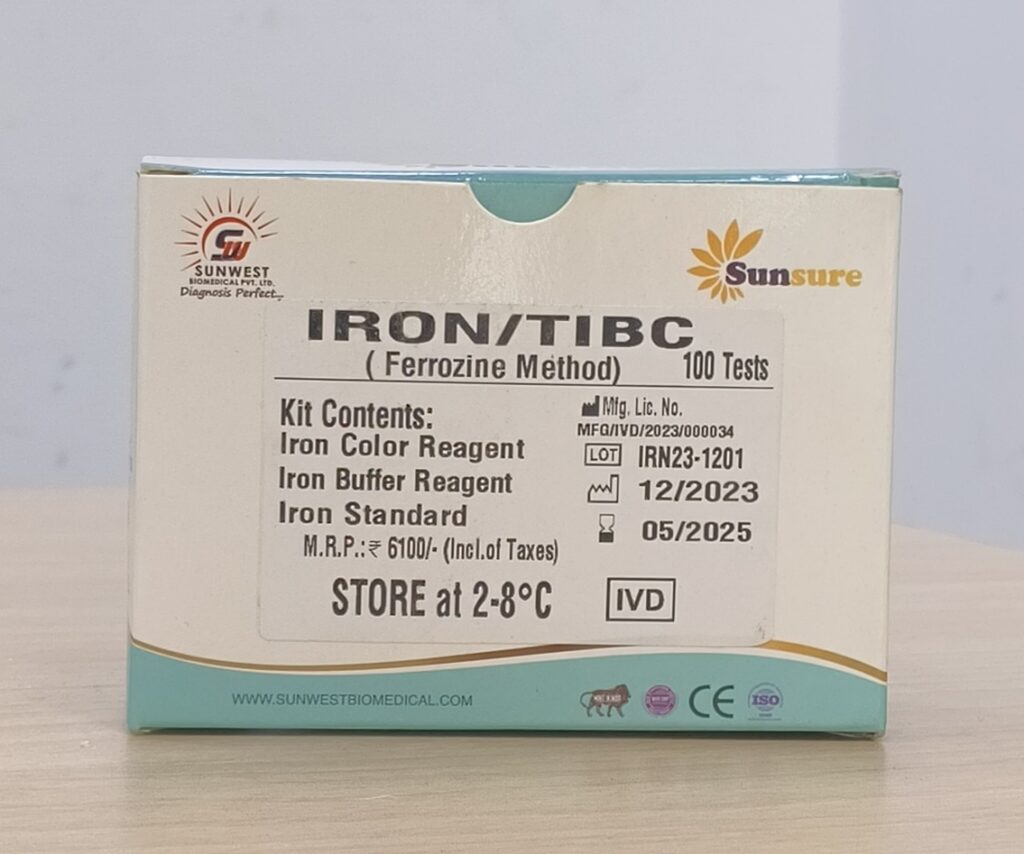 SW
SUNWEST
BIOMEDICAL PVT. LTD.
Diagnosis Perfect...
Sunsure
IRON/TIBC
( Ferrozine Method)
100 Tests
Kit Contents:
Iron Color Reagent
Iron Buffer Reagent
Iron Standard
M.R.P.:₹ 6100/- (Incl.of Taxes)
STORE at 2-8°C
Mfg. Lic. No.
MFG/IVD/2023/000034
LOT IRN23-1201
12/2023
05/2025
IVD
WWW.SUNWESTBIOMEDICAL.COM
CE
ISO